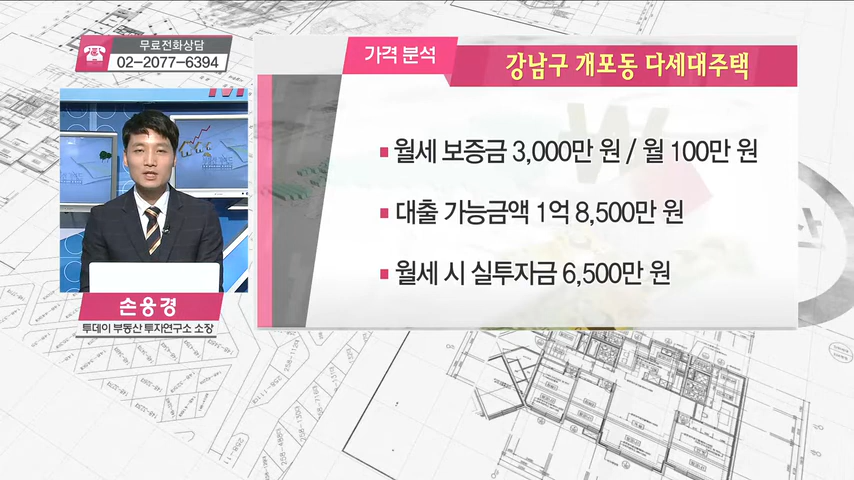 무료전화상담
02-2077-6394
가격 분석
강남구 개포동 다세대주택
월세 보증금 3,000만 원 / 월 100만 원
대출 가능금액 1억 8,500만 원
월세 시 실투자금 6,500만 원
손용경
투데이 부동산 투자연구소 소장